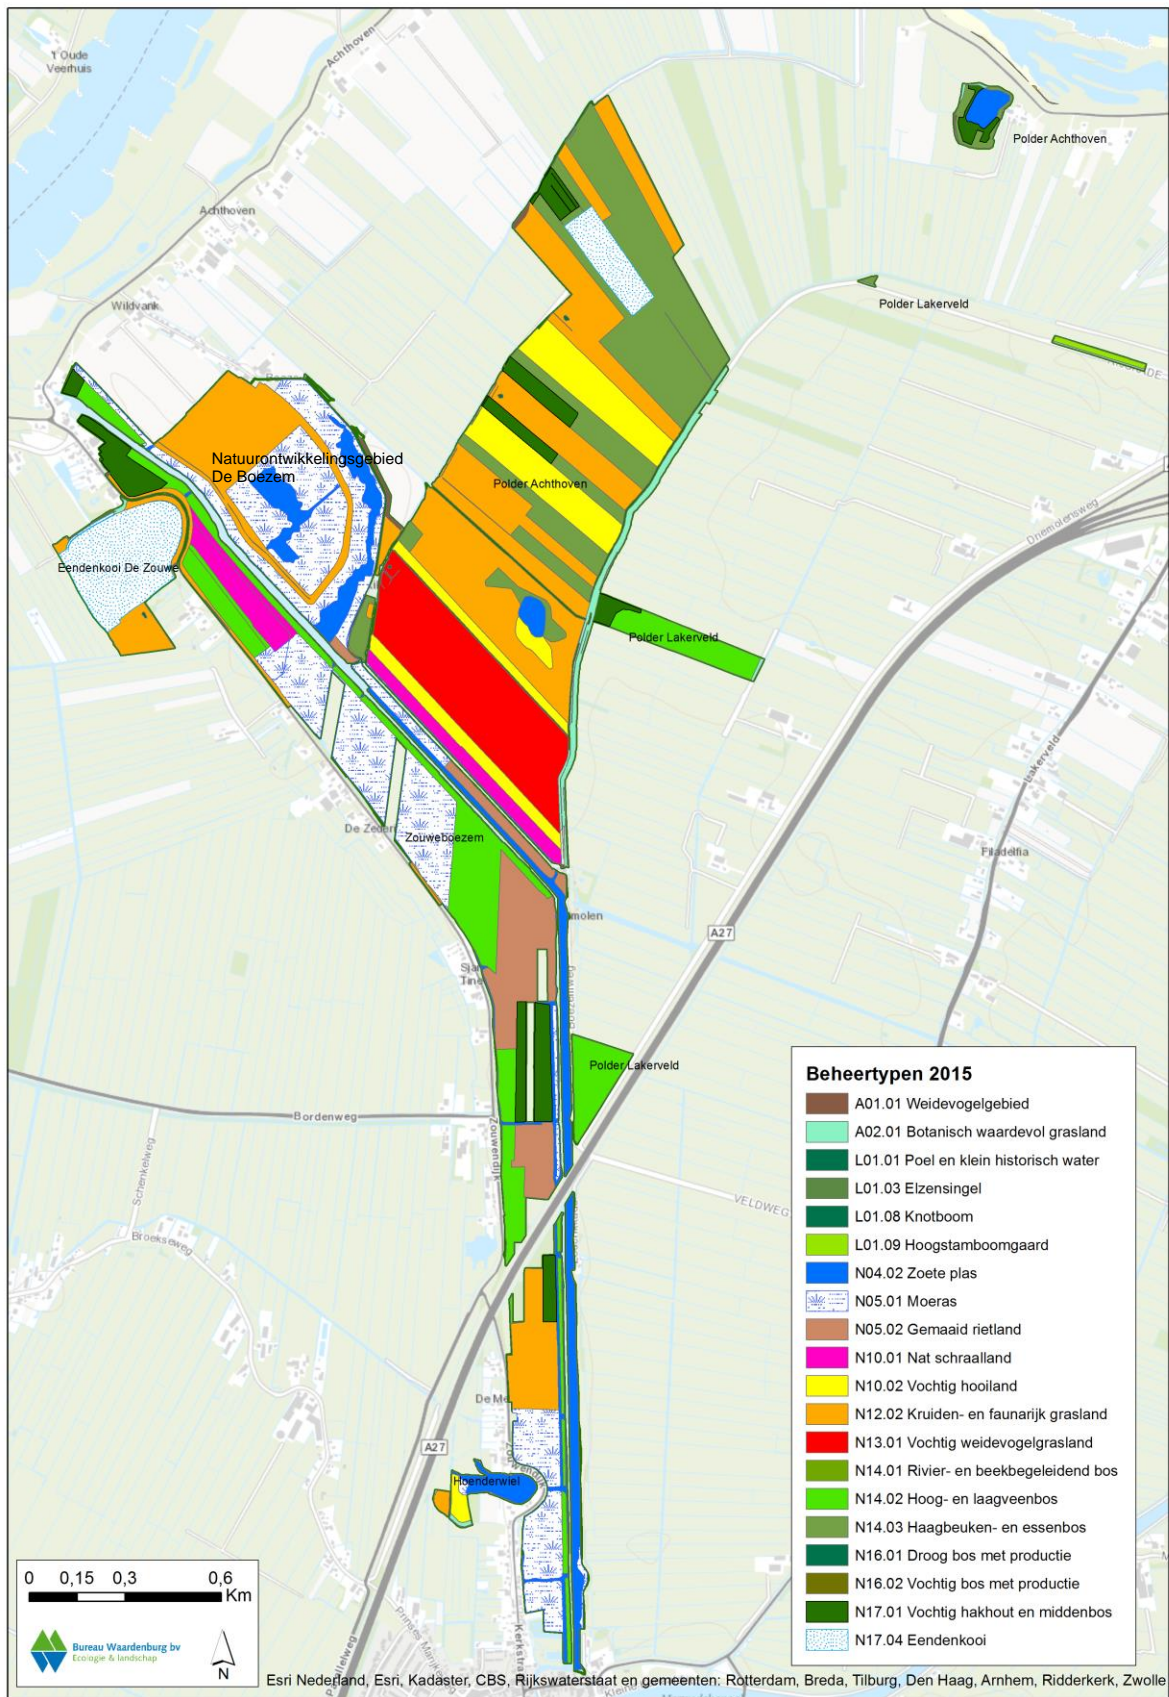 't Oude
Veerhuis
Achthoven
Polder Achthoven
Achthoven
Polder Lakerveld
Wildvank
Natuurontwikkelingsgebied
De Boezem
Polder Achthoven
Driemolensweg
Eendenkooi De Zouwe
Polder Lakerveld
Lakerveld
De Zeder
Zouweboezem
Filadelfia
molen
A27
Boezemweg
Polder Lakerveld
Bordenweg
Zouwendijk
Schenkelweg
Broekseweg
VELDWEG
De Me
A27
Hoenderwiel
Zouwendijk
Kerkstraat
Beheertypen 2015
A01.01 Weidevogelgebied
A02.01 Botanisch waardevol grasland
L01.01 Poel en klein historisch water
L01.03 Elzensingel
L01.08 Knotboom
L01.09 Hoogstamboomgaard
N04.02 Zoete plas
N05.01 Moeras
N05.02 Gemaaid rietland
N10.01 Nat schraalland
N10.02 Vochtig hooiland
N12.02 Kruiden- en faunarijk grasland
N13.01 Vochtig weidevogelgrasland
N14.01 Rivier- en beekbegeleidend bos
N14.02 Hoog- en laagveenbos
N14.03 Haagbeuken- en essenbos
N16.01 Droog bos met productie
N16.02 Vochtig bos met productie
N17.01 Vochtig hakhout en middenbos
N17.04 Eendenkooi
0 0,15 0,3 0,6
Km
Bureau Waardenburg bv
Ecologie & landschap
N
Esri Nederland, Esri, Kadaster, CBS, Rijkswaterstaat en gemeenten: Rotterdam, Breda, Tilburg, Den Haag, Arnhem, Ridderkerk, Zwolle